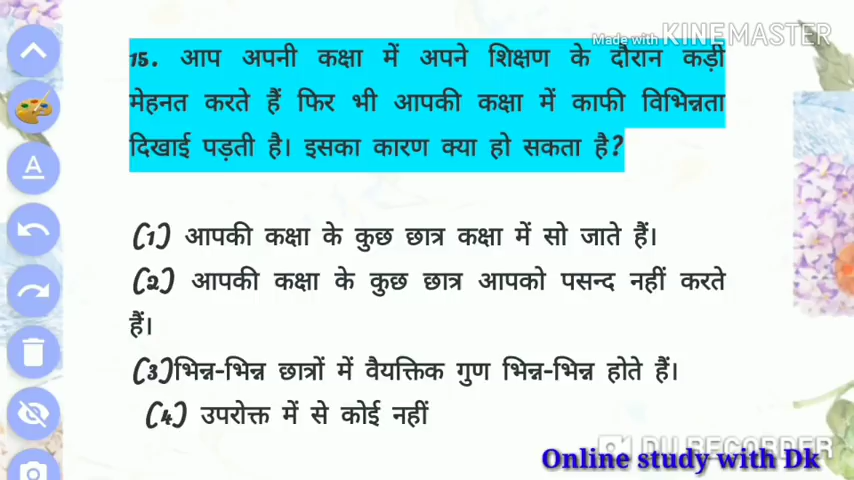 Made with KINEMASTER
15. आप अपनी कक्षा में अपने शिक्षण के दौरान कड़ी
मेहनत करते हैं फिर भी आपकी कक्षा में काफी विभिन्नता
दिखाई पड़ती है। इसका कारण क्या हो सकता है?
(1) आपकी कक्षा के कुछ छात्र कक्षा में सो जाते हैं।
(2) आपकी कक्षा के कुछ छात्र आपको पसन्द नहीं करते
हैं।
(3)भिन्न-भिन्न छात्रों में वैयक्तिक गुण भिन्न-भिन्न होते हैं।
(4) उपरोक्त में से कोई नहीं
DU RECORDER
Online study with Dk
A